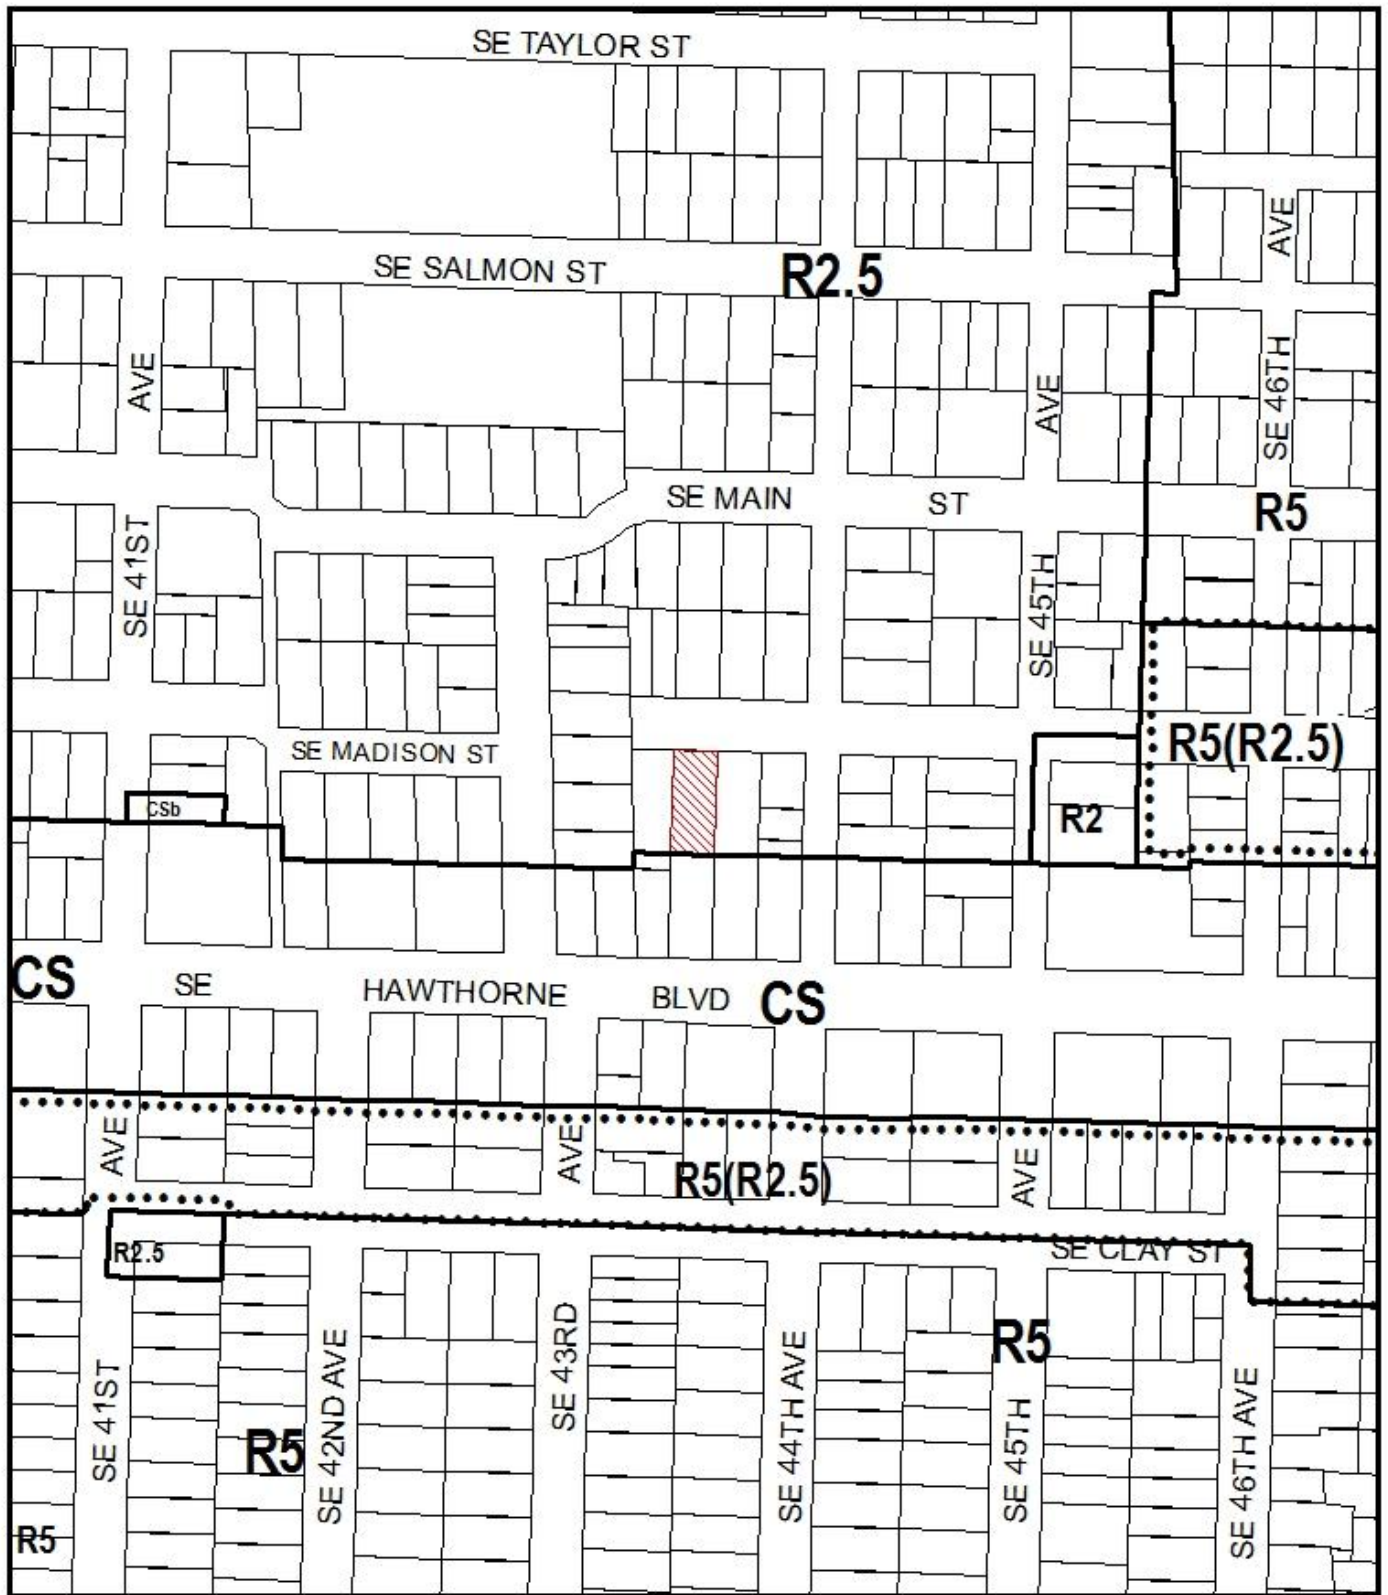 SE TAYLOR ST
AVE
SE SALMON ST
R2.5
AVE
AVE
SE 46TH
SE MAIN
ST
R5
SE 41ST
SE 45TH
R5(R2.5)
SE MADISON ST
CSb
R2
CS
SE
HAWTHORNE
BLVD
CS
AVE
AVE
AVE
R5(R2.5)
R2.5
SE CLAY ST
R5
SE 41ST
SE 42ND AVE
SE 43RD
SE 44TH AVE
SE 45TH
SE 46TH AVE
R5
R5